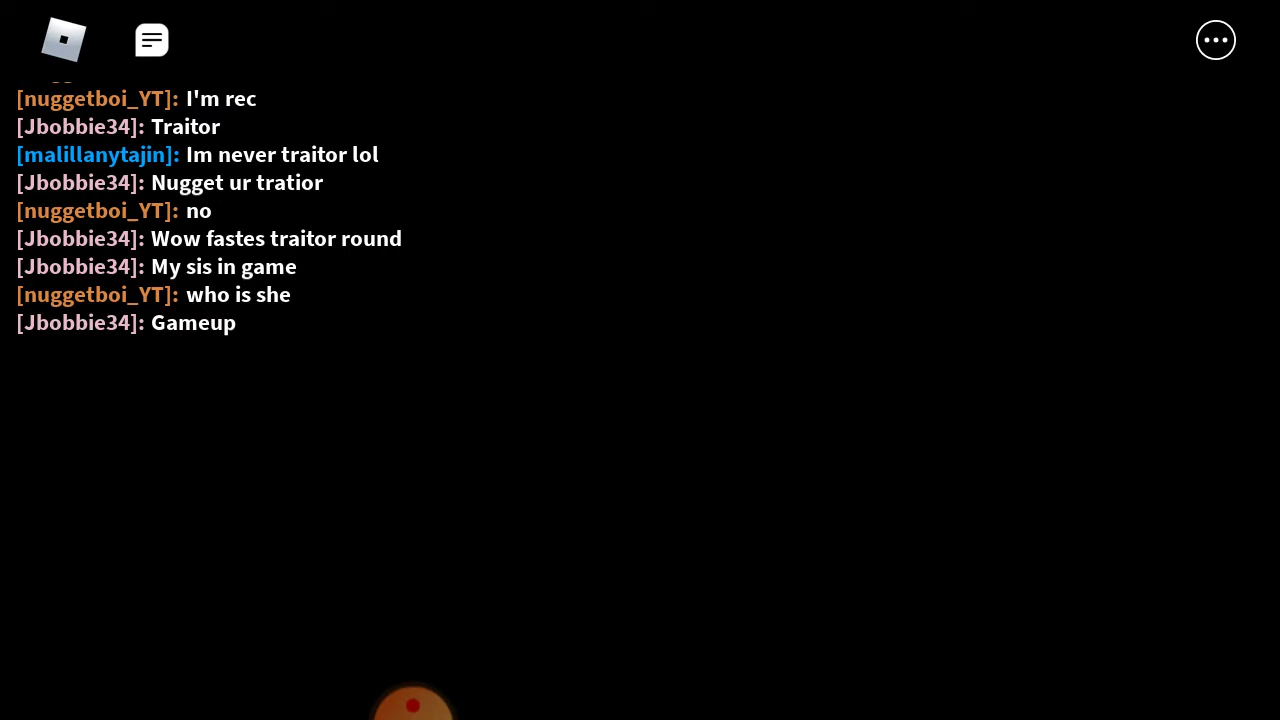 [nuggetboi_YT]: I'm rec
[Jbobbie34]: Traitor
[malillanytajin]: Im never traitor lol
[Jbobbie34]: Nugget ur tratior
[nuggetboi_YT]: no
[Jbobbie34]: Wow fastes traitor round
[Jbobbie34]: My sis in game
[nuggetboi_YT]: who is she
[Jbobbie34]: Gameup